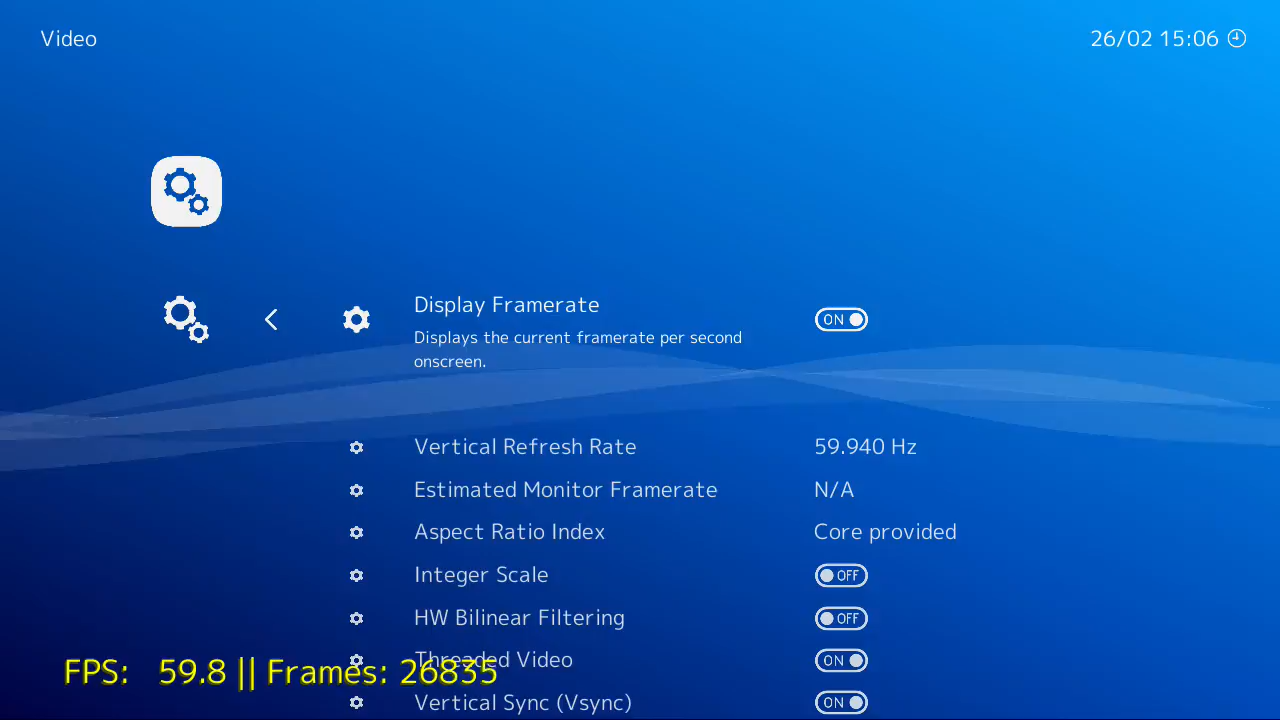 Video
26/02 15:06
Display Framerate
ON
Displays the current framerate per second
onscreen.
Vertical Refresh Rate
59.940 Hz
Estimated Monitor Framerate
N/A
Aspect Ratio Index
Core provided
Integer Scale
OFF
HW Bilinear Filtering
OFF
Threaded Video
ON
FPS: 59.8 || Frames: 26835
Vertical Sync (Vsync)
ON